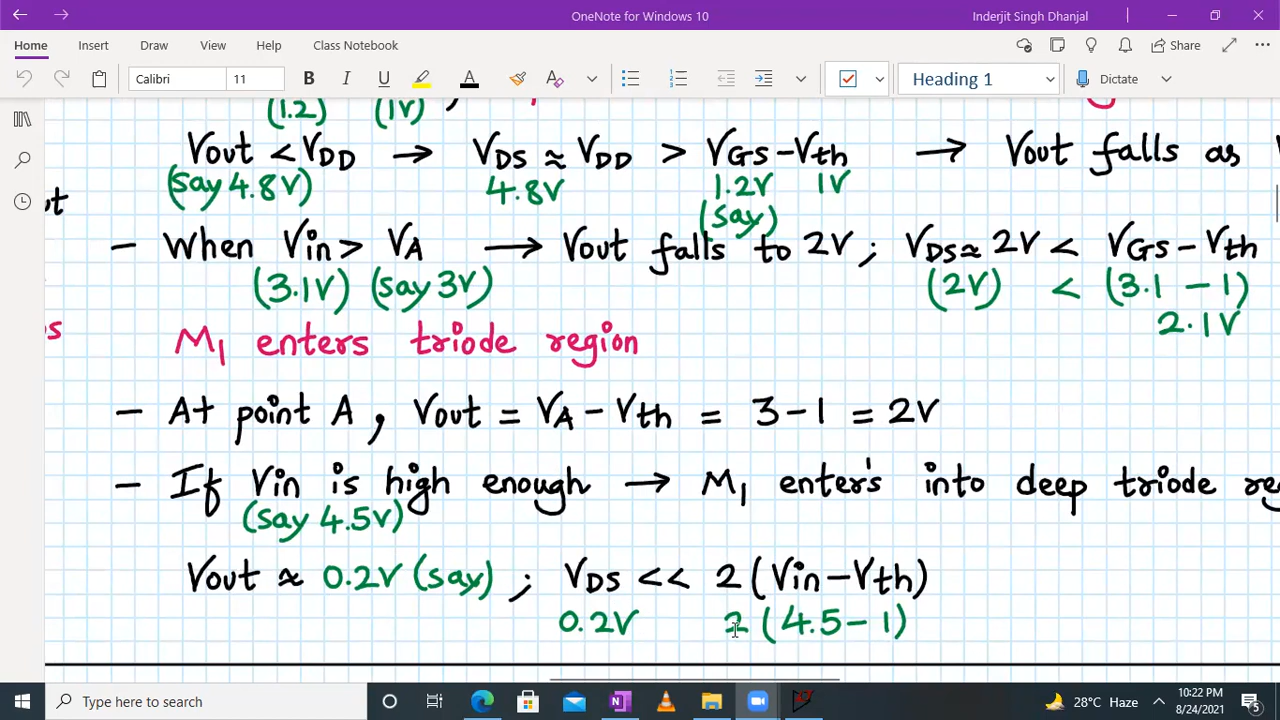 OneNote for Windows 10
Inderjit Singh Dhanjal
Home Insert Draw View Help Class Notebook Share
Calibri 11 B I U A Heading 1 Dictate
(1.2) (1V)
Vout < VDD → VDS ≈ VDD > VGS - Vth → Vout falls as
(say 4.8V) 4.8V 1.2V 1V
(say)
- When Vin > VA → Vout falls to 2V ; VDS ≈ 2V < VGS - Vth
(3.1V) (say 3V) (2V) < (3.1 - 1)
2.1V
M1 enters triode region
- At point A, Vout = VA - Vth = 3 - 1 = 2V
- If Vin is high enough → M1 enter's into deep triode re
(say 4.5V)
Vout ≈ 0.2V (say) ; VDS << 2 (Vin - Vth)
0.2V 2 (4.5 - 1)
Type here to search
28°C Haze
10:22 PM
8/24/2021
5